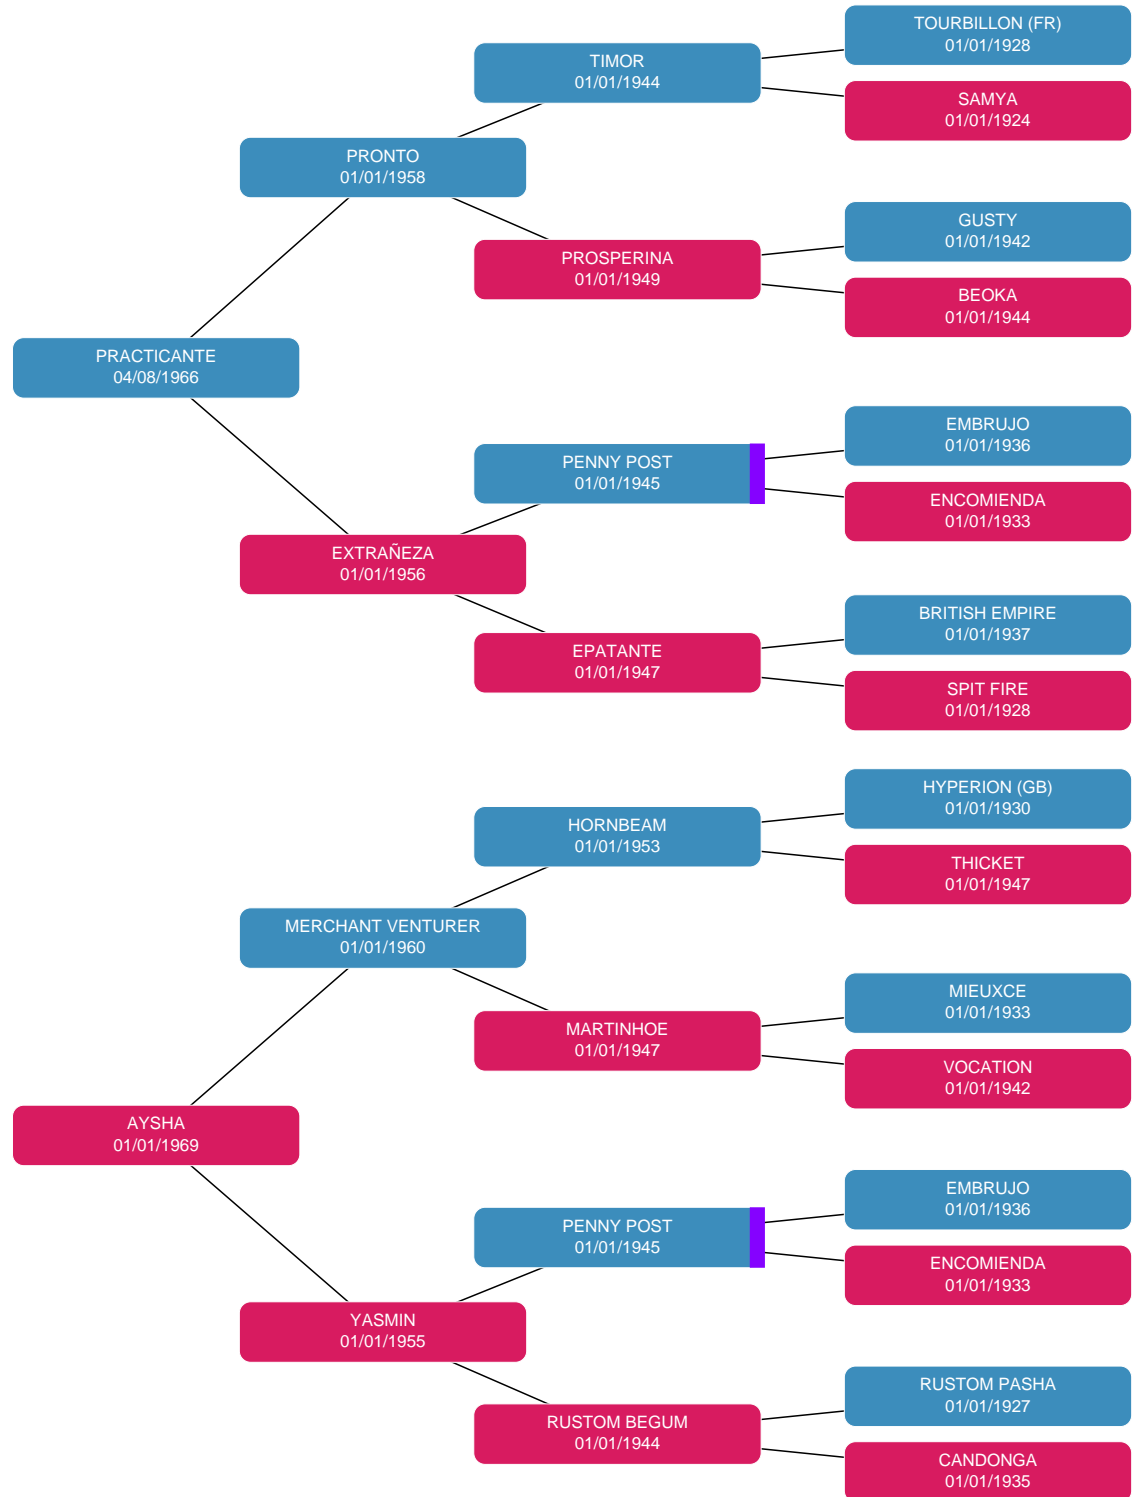 TOURBILLON (FR)
01/01/1928
TIMOR
01/01/1944
SAMYA
01/01/1924
PRONTO
01/01/1958
GUSTY
01/01/1942
PROSPERINA
01/01/1949
BEOKA
01/01/1944
PRACTICANTE
04/08/1966
EMBRUJO
01/01/1936
PENNY POST
01/01/1945
ENCOMIENDA
01/01/1933
EXTRAÑEZA
01/01/1956
BRITISH EMPIRE
01/01/1937
EPATANTE
01/01/1947
SPIT FIRE
01/01/1928
HYPERION (GB)
01/01/1930
HORNBEAM
01/01/1953
THICKET
01/01/1947
MERCHANT VENTURER
01/01/1960
MIEUXCE
01/01/1933
MARTINHOE
01/01/1947
VOCATION
01/01/1942
AYSHA
01/01/1969
EMBRUJO
01/01/1936
PENNY POST
01/01/1945
ENCOMIENDA
01/01/1933
YASMIN
01/01/1955
RUSTOM PASHA
01/01/1927
RUSTOM BEGUM
01/01/1944
CANDONGA
01/01/1935